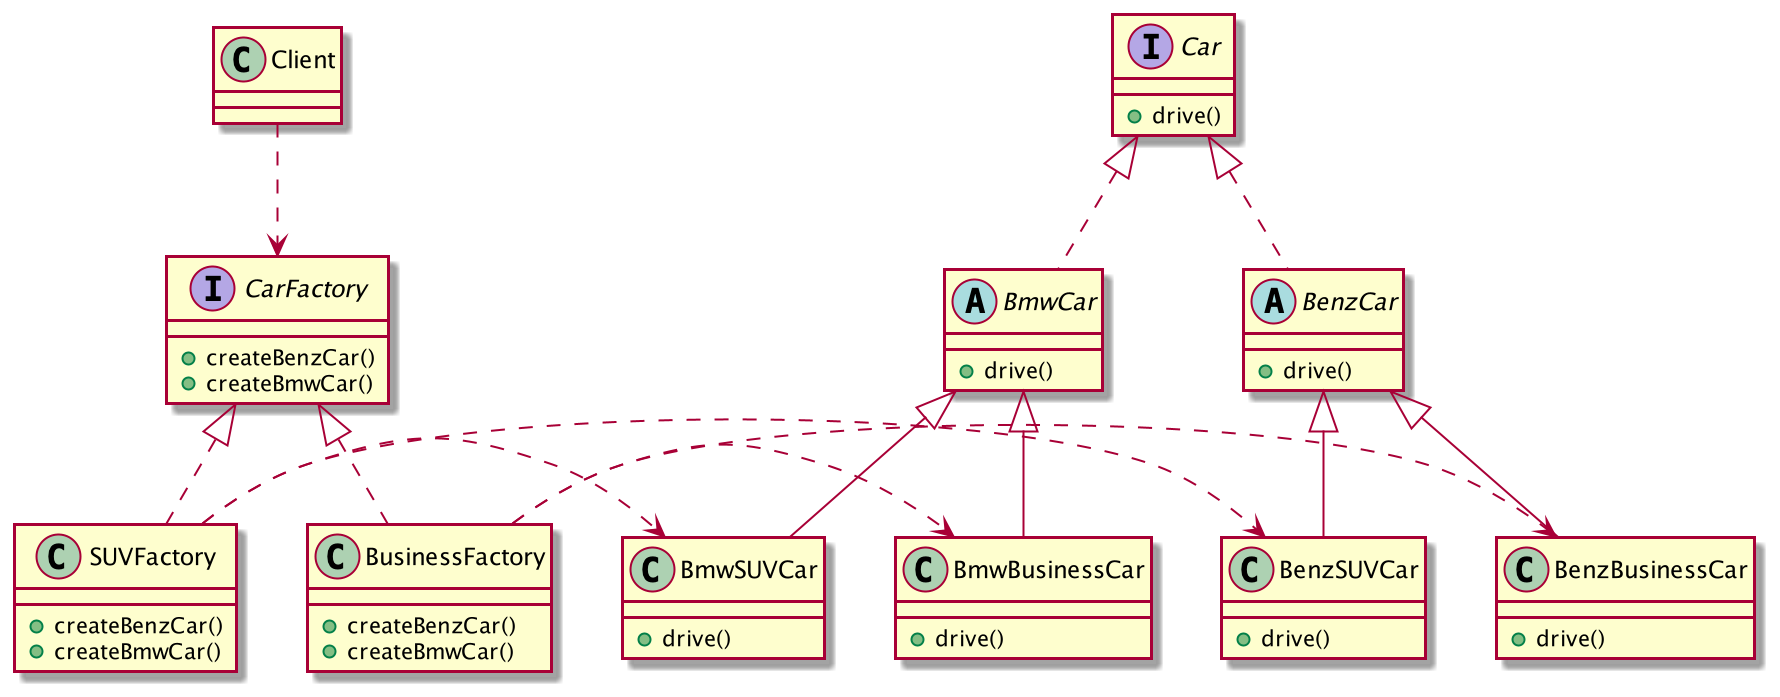 C Client
I Car
drive()
I CarFactory
createBenzCar()
createBmwCar()
A BmwCar
drive()
A BenzCar
drive()
C SUVFactory
createBenzCar()
createBmwCar()
C BusinessFactory
createBenzCar()
createBmwCar()
C BmwSUVCar
drive()
C BmwBusinessCar
drive()
C BenzSUVCar
drive()
C BenzBusinessCar
drive()